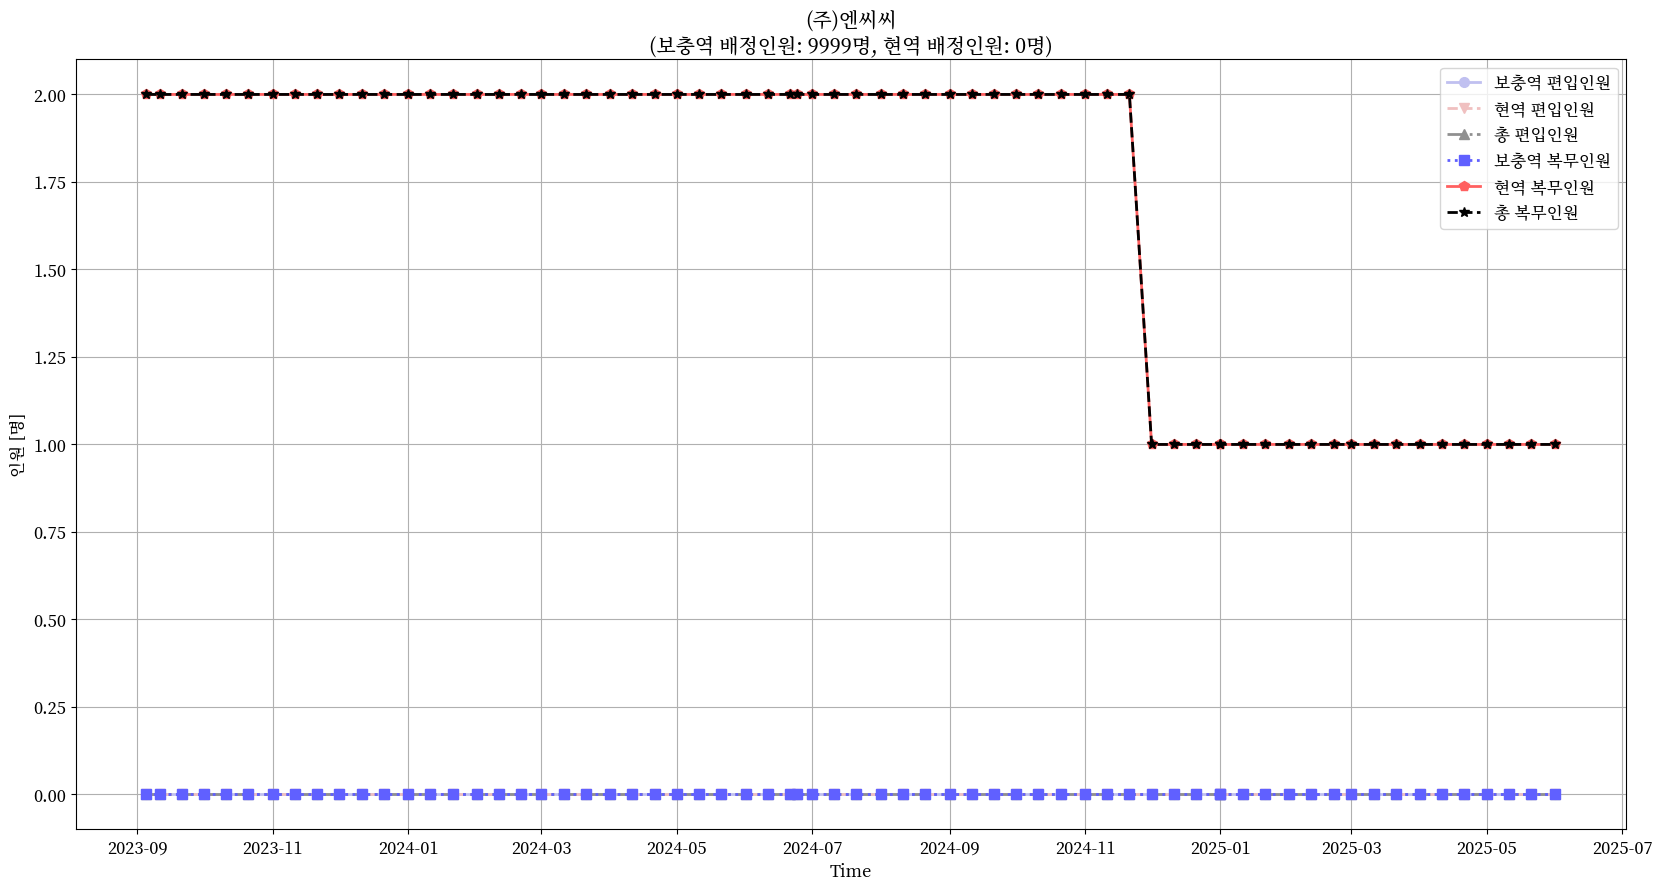 (주)엔씨씨
(보충역 배정인원: 9999명, 현역 배정인원: 0명)
보충역 편입인원
현역 편입인원
총 편입인원
보충역 복무인원
현역 복무인원
총 복무인원
2.00
1.75
1.50
1.25
1.00
0.75
0.50
0.25
0.00
인원 [명]
2023-09
2023-11
2024-01
2024-03
2024-05
2024-07
2024-09
2024-11
2025-01
2025-03
2025-05
2025-07
Time